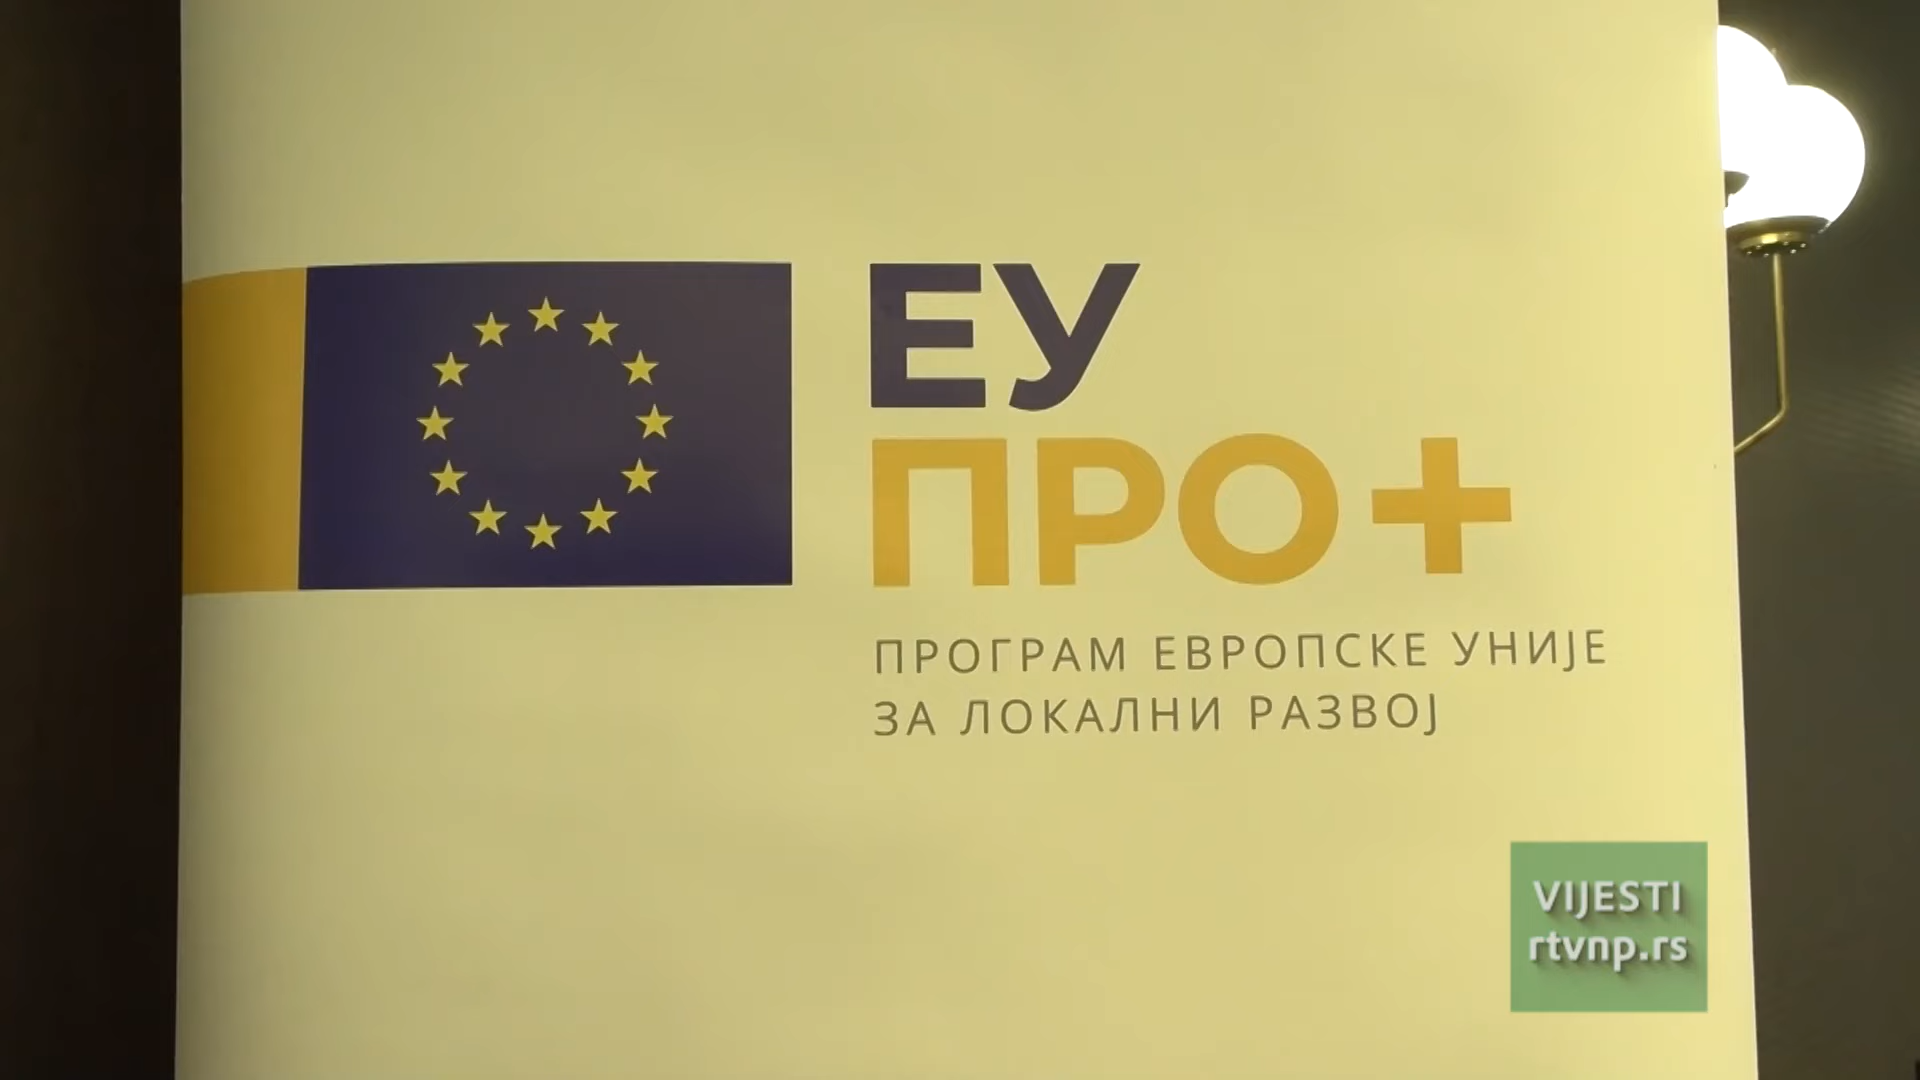 ЕУ
ПРО+
ПРОГРАМ ЕВРОПСКЕ УНИЈЕ
ЗА ЛОКАЛНИ РАЗВОЈ
VIJESTI
rtvnp.rs